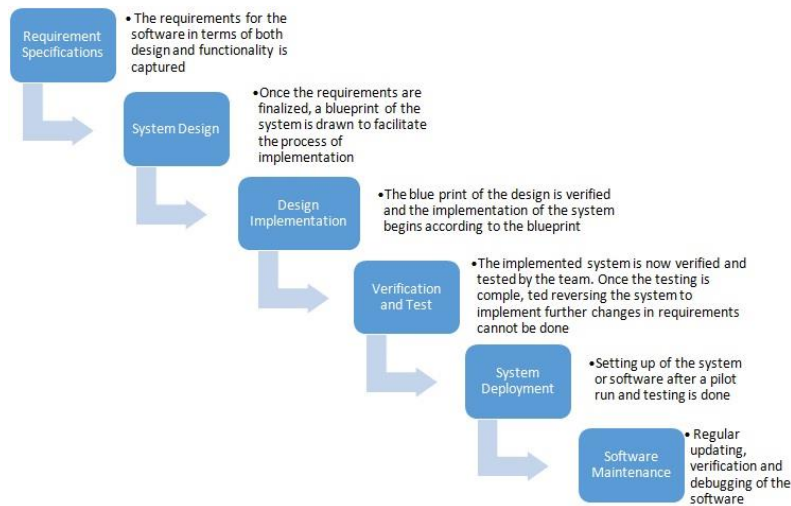 Requirement
Specifications
• The requirements for the
software in terms of both
design and functionality is
captured
System Design
•Once the requirements are
finalized, a blueprint of the
system is drawn to facilitate
the process of
implementation
Design
Implementation
•The blue print of the design is verified
and the implementation of the system
begins according to the blueprint
Verification
and Test
•The implemented system is now verified and
tested by the team. Once the testing is
comple, ted reversing the system to
implement further changes in requirements
cannot be done
System
Deployment
•Setting up of the system
or software after a pilot
run and testing is done
Software
Maintenance
• Regular
updating,
verification and
debugging of the
software